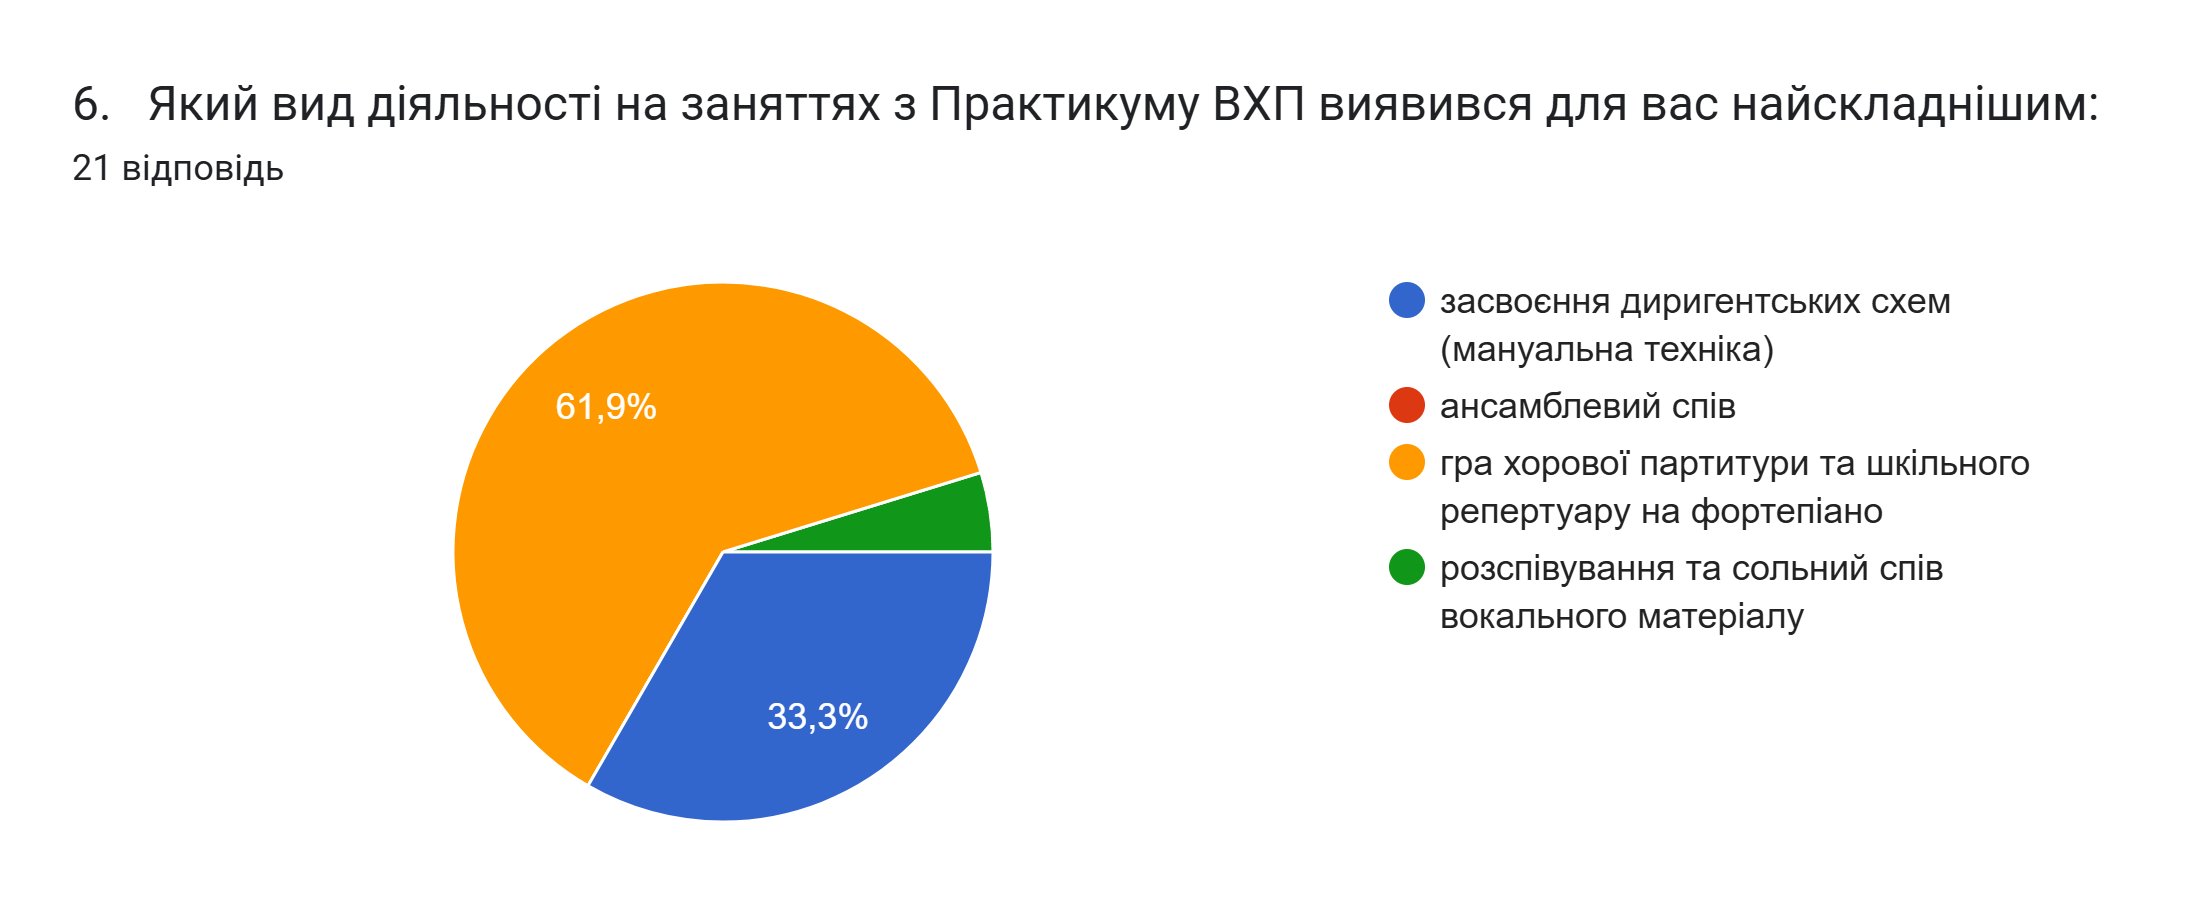 6. Який вид діяльності на заняттях з Практикуму ВХП виявився для вас найскладнішим:
21 відповідь
61,9%
33,3%
засвоєння диригентських схем
(мануальна техніка)
ансамблевий спів
гра хорової партитури та шкільного
репертуару на фортепіано
розспівування та сольний спів
вокального матеріалу